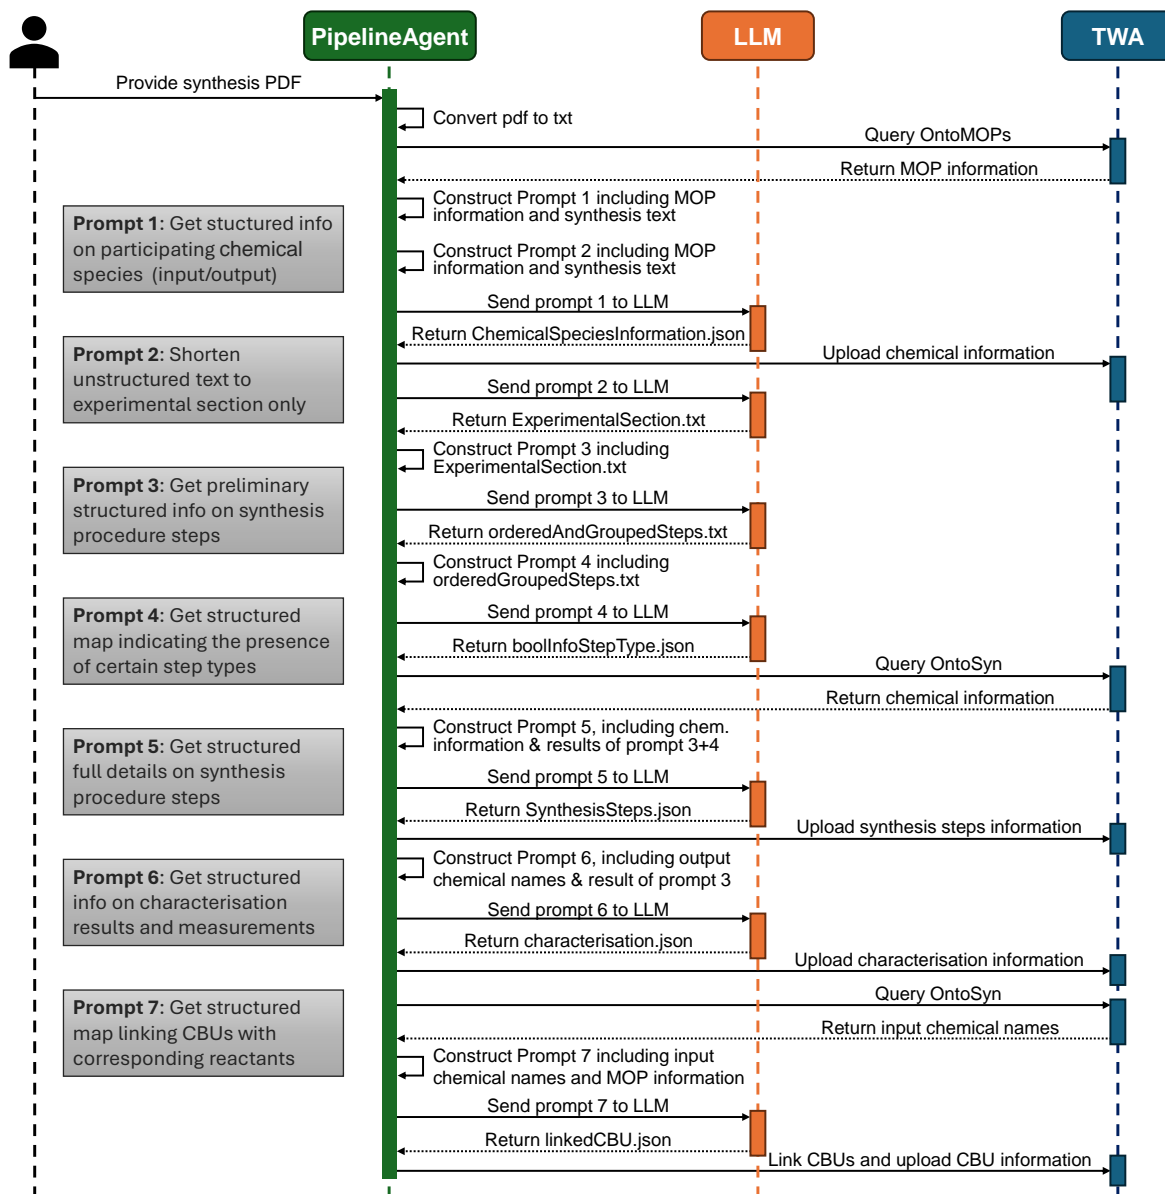 PipelineAgent
LLM
TWA
Provide synthesis PDF
Convert pdf to txt
Query OntoMOPs
Return MOP information
Construct Prompt 1 including MOP
information and synthesis text
Prompt 1: Get stuctured info
on participating chemical
species (input/output)
Construct Prompt 2 including MOP
information and synthesis text
Send prompt 1 to LLM
Return ChemicalSpeciesInformation.json
Upload chemical information
Prompt 2: Shorten
unstructured text to
experimental section only
Send prompt 2 to LLM
Return ExperimentalSection.txt
Construct Prompt 3 including
ExperimentalSection.txt
Prompt 3: Get preliminary
structured info on synthesis
procedure steps
Send prompt 3 to LLM
Return orderedAndGroupedSteps.txt
Construct Prompt 4 including
orderedGroupedSteps.txt
Prompt 4: Get structured
map indicating the presence
of certain step types
Send prompt 4 to LLM
Return boolInfoStepType.json
Query OntoSyn
Return chemical information
Construct Prompt 5, including chem.
information & results of prompt 3+4
Prompt 5: Get structured
full details on synthesis
procedure steps
Send prompt 5 to LLM
Return SynthesisSteps.json
Upload synthesis steps information
Construct Prompt 6, including output
chemical names & result of prompt 3
Prompt 6: Get structured
info on characterisation
results and measurements
Send prompt 6 to LLM
Return characterisation.json
Upload characterisation information
Query OntoSyn
Return input chemical names
Prompt 7: Get structured
map linking CBUs with
corresponding reactants
Construct Prompt 7 including input
chemical names and MOP information
Send prompt 7 to LLM
Return linkedCBU.json
Link CBUs and upload CBU information